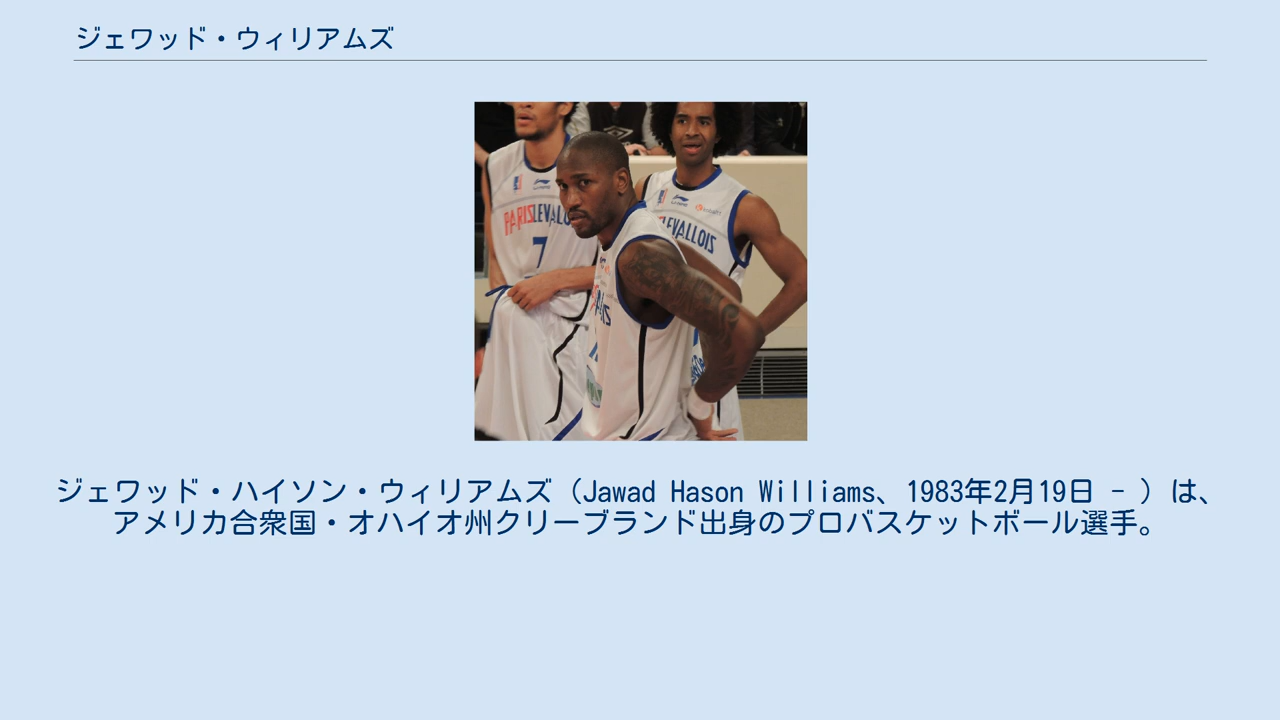 ジェワッド・ウィリアムズ
PARISLEVALLO
7
LEVALLOIS
ジェワッド・ハイソン・ウィリアムズ（Jawad Hason Williams、1983年2月19日 - ）は、
アメリカ合衆国・オハイオ州クリーブランド出身のプロバスケットボール選手。